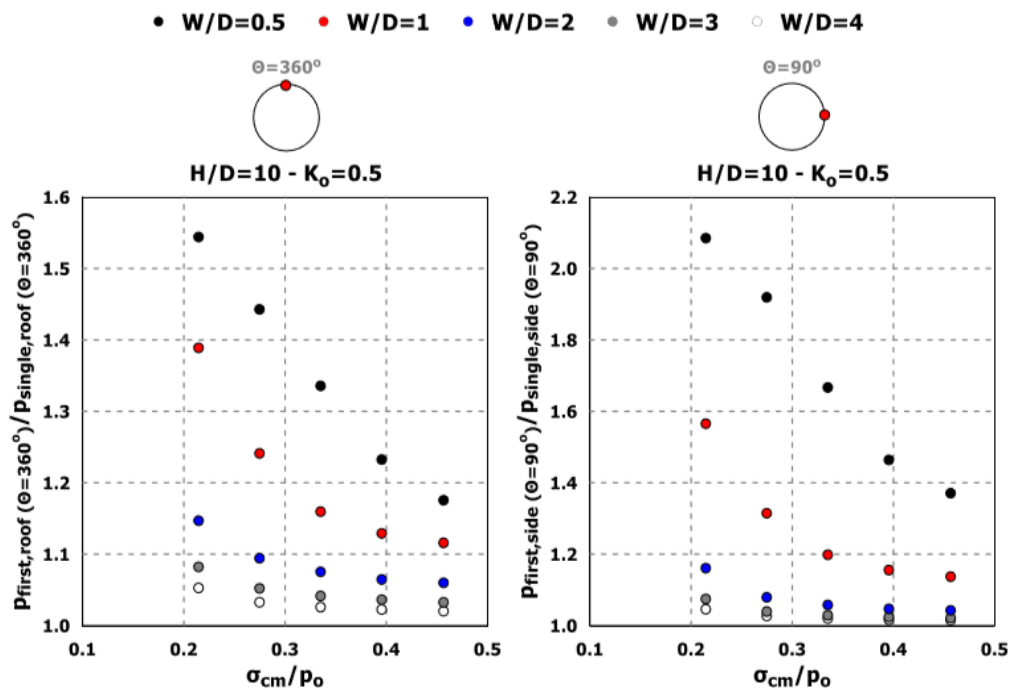 W/D=0.5 W/D=1 W/D=2 W/D=3 W/D=4
Θ=360° Θ=90°
H/D=10 - Ko=0.5 H/D=10 - Ko=0.5
pfirst,roof (Θ=360°)/psingle,roof (Θ=360°)
1.6
1.5
1.4
1.3
1.2
1.1
1.0
0.1 0.2 0.3 0.4 0.5
σcm/po
pfirst,side (Θ=90°)/psingle,side (Θ=90°)
2.2
2.0
1.8
1.6
1.4
1.2
1.0
0.1 0.2 0.3 0.4 0.5
σcm/po